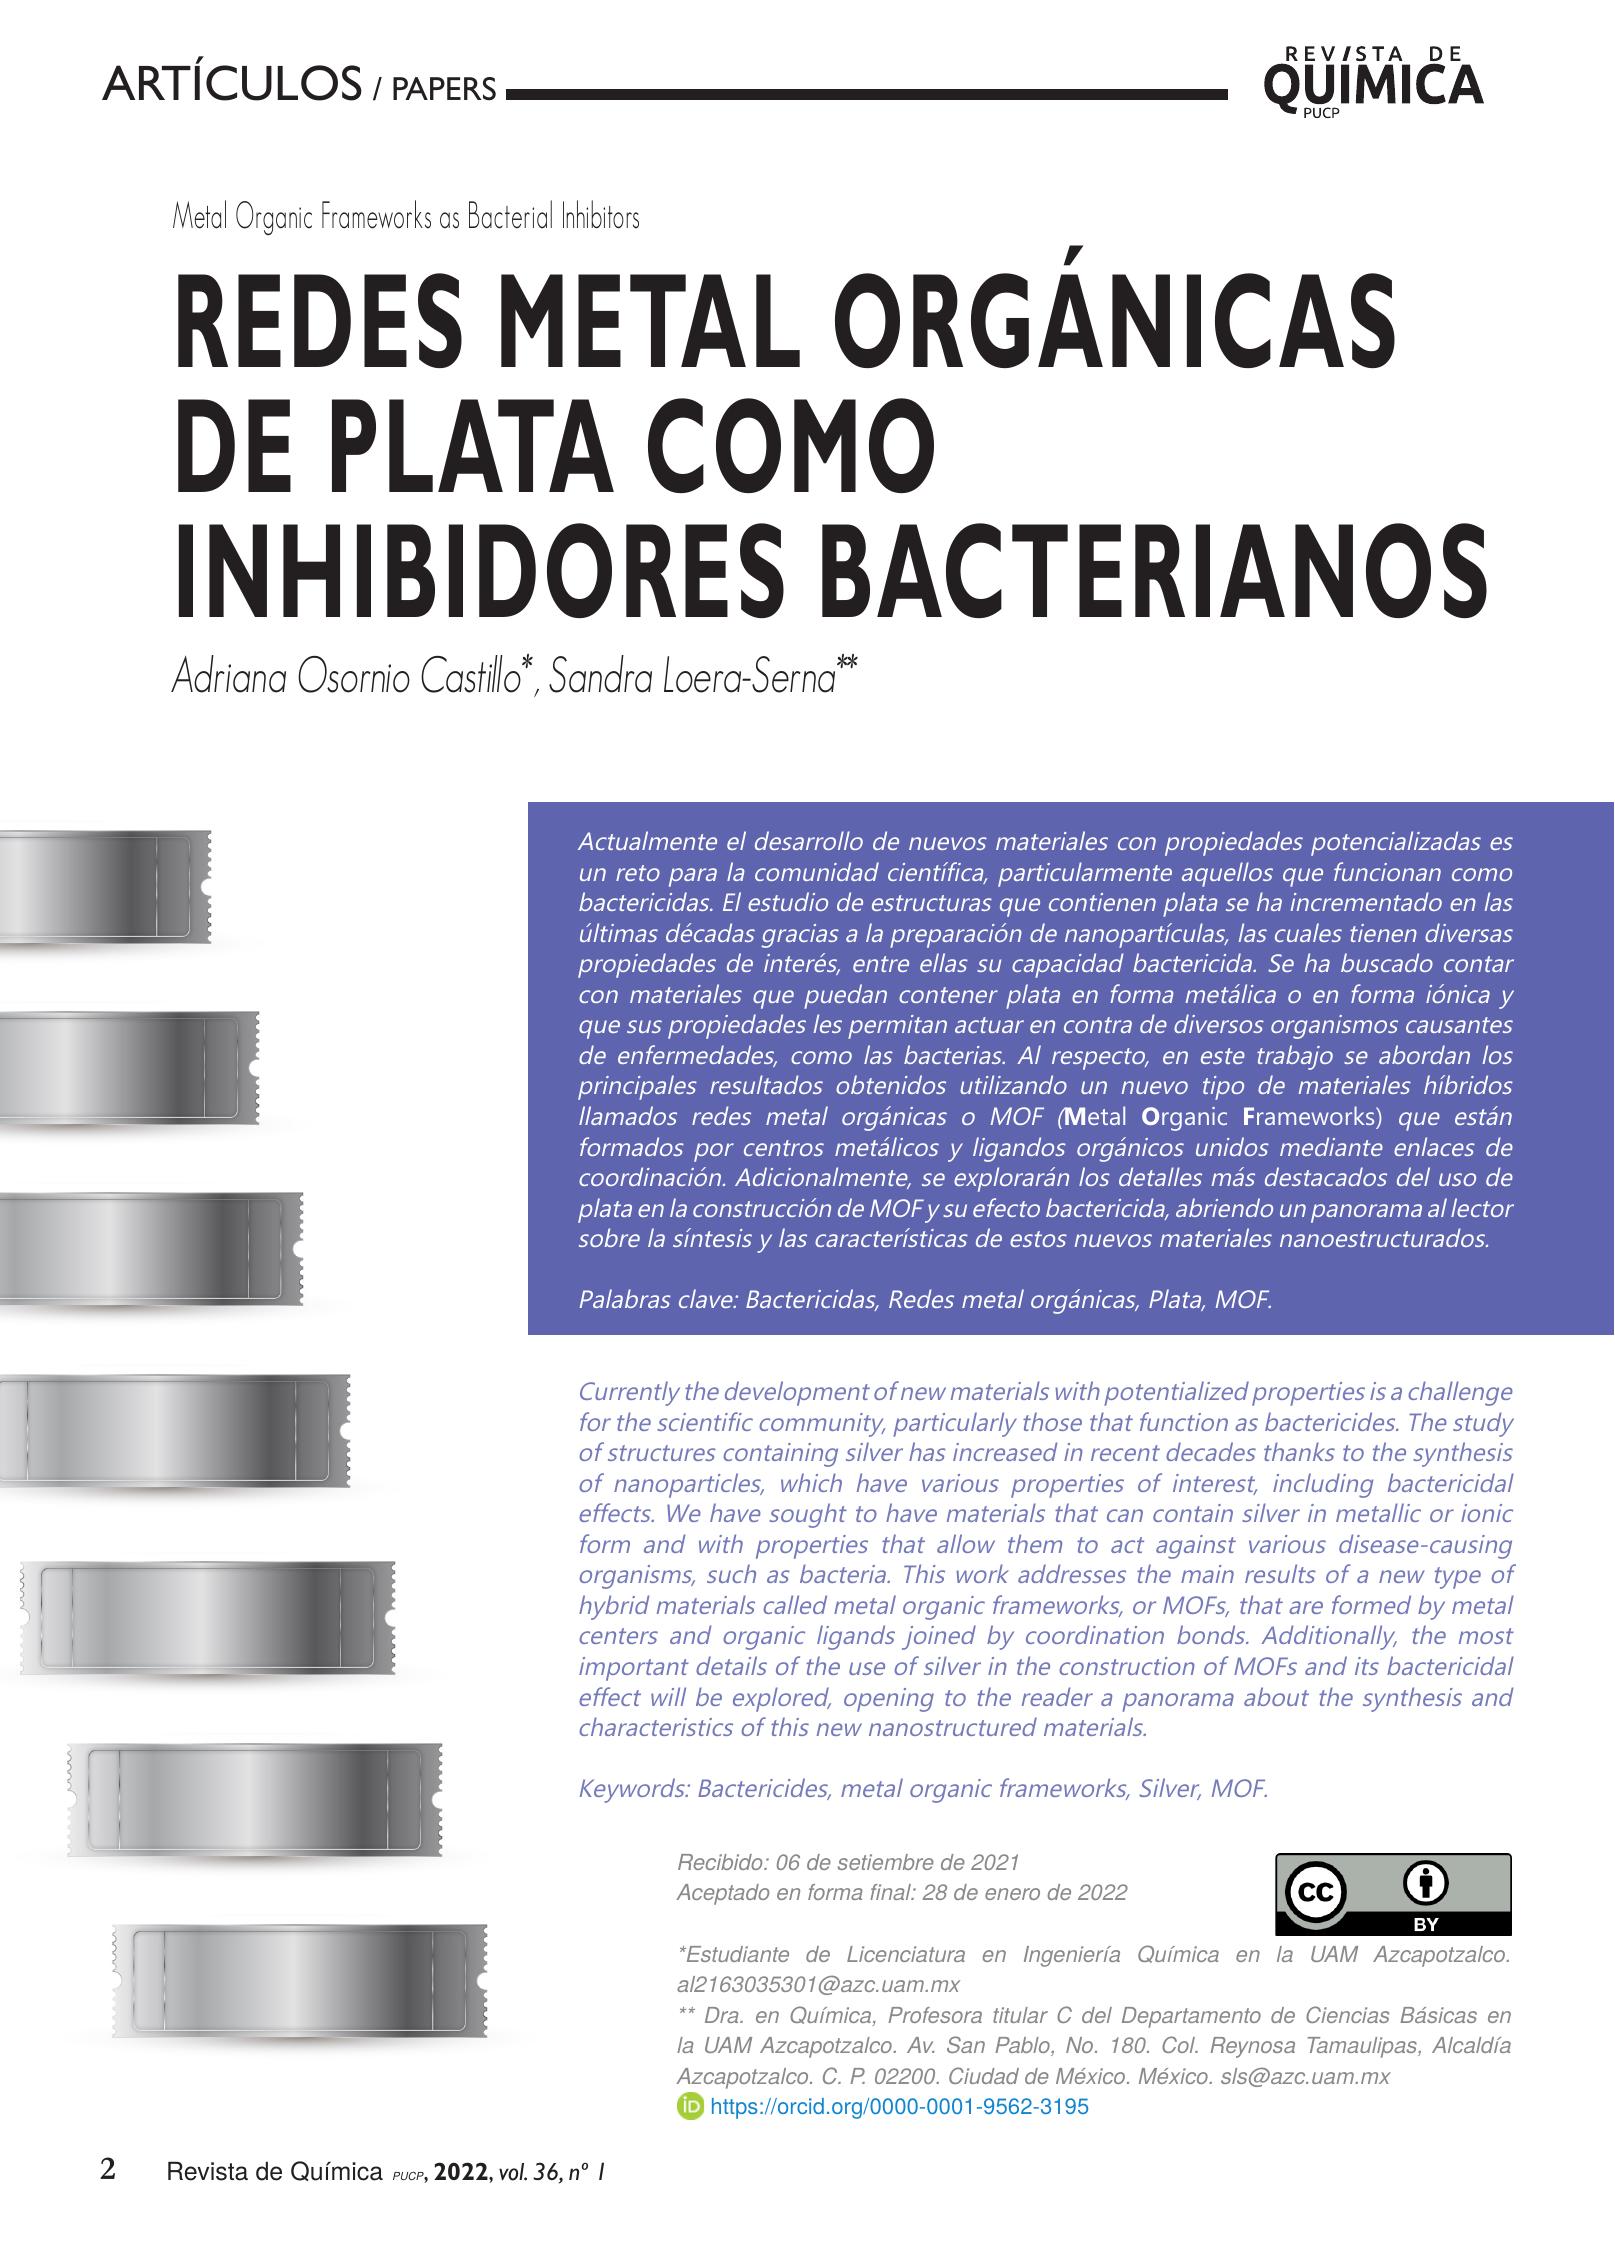 ARTÍCULOS / PAPERS
REVISTA DE
QUÍMICA
PUCP
Metal Organic Frameworks as Bacterial Inhibitors
REDES METAL ORGÁNICAS
DE PLATA COMO
INHIBIDORES BACTERIANOS
Adriana Osornio Castillo*, Sandra Loera-Serna**
Actualmente el desarrollo de nuevos materiales con propiedades potencializadas es
un reto para la comunidad científica, particularmente aquellos que funcionan como
bactericidas. El estudio de estructuras que contienen plata se ha incrementado en las
últimas décadas gracias a la preparación de nanopartículas, las cuales tienen diversas
propiedades de interés, entre ellas su capacidad bactericida. Se ha buscado contar
con materiales que puedan contener plata en forma metálica o en forma iónica y
que sus propiedades les permitan actuar en contra de diversos organismos causantes
de enfermedades, como las bacterias. Al respecto, en este trabajo se abordan los
principales resultados obtenidos utilizando un nuevo tipo de materiales híbridos
llamados redes metal orgánicas o MOF (Metal Organic Frameworks) que están
formados por centros metálicos y ligandos orgánicos unidos mediante enlaces de
coordinación. Adicionalmente, se explorarán los detalles más destacados del uso de
plata en la construcción de MOF y su efecto bactericida, abriendo un panorama al lector
sobre la síntesis y las características de estos nuevos materiales nanoestructurados.
Palabras clave: Bactericidas, Redes metal orgánicas, Plata, MOF.
Currently the development of new materials with potentialized properties is a challenge
for the scientific community, particularly those that function as bactericides. The study
of structures containing silver has increased in recent decades thanks to the synthesis
of nanoparticles, which have various properties of interest, including bactericidal
effects. We have sought to have materials that can contain silver in metallic or ionic
form and with properties that allow them to act against various disease-causing
organisms, such as bacteria. This work addresses the main results of a new type of
hybrid materials called metal organic frameworks, or MOFs, that are formed by metal
centers and organic ligands joined by coordination bonds. Additionally, the most
important details of the use of silver in the construction of MOFs and its bactericidal
effect will be explored, opening to the reader a panorama about the synthesis and
characteristics of this new nanostructured materials.
Keywords: Bactericides, metal organic frameworks, Silver, MOF.
Recibido: 06 de setiembre de 2021
Aceptado en forma final: 28 de enero de 2022
CC
BY
*Estudiante de Licenciatura en Ingeniería Química en la UAM Azcapotzalco.
al2163035301@azc.uam.mx
** Dra. en Química, Profesora titular C del Departamento de Ciencias Básicas en
la UAM Azcapotzalco. Av. San Pablo, No. 180. Col. Reynosa Tamaulipas, Alcaldía
Azcapotzalco. C. P. 02200. Ciudad de México. México. sls@azc.uam.mx
iD https://orcid.org/0000-0001-9562-3195
2 Revista de Química PUCP, 2022, vol. 36, nº 1